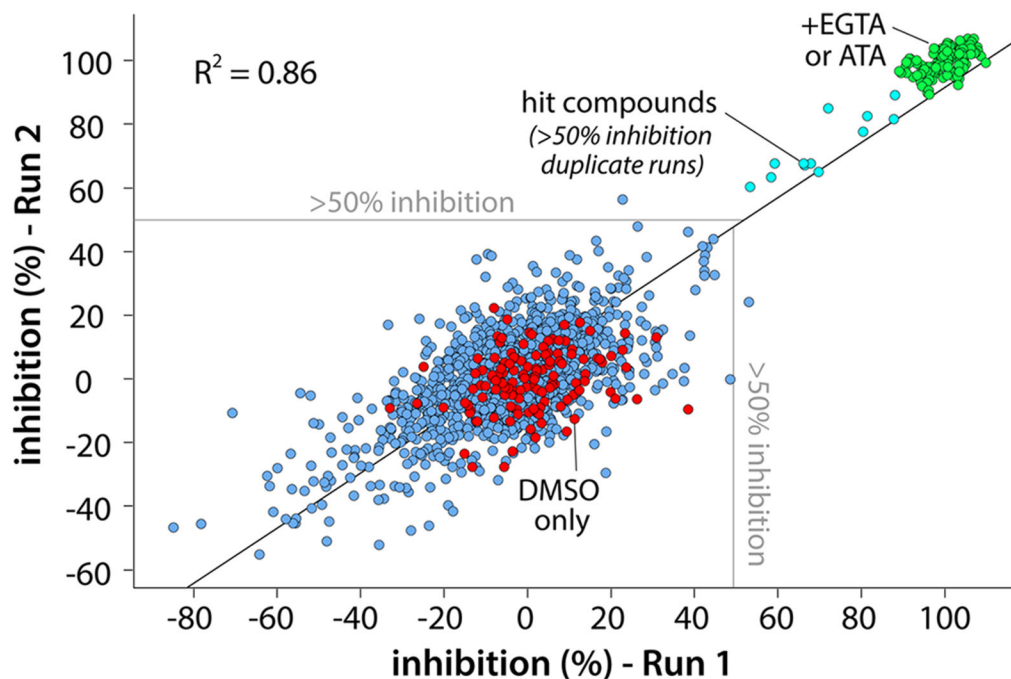 +EGTA
or ATA
R² = 0.86
hit compounds
(>50% inhibition
duplicate runs)
>50% inhibition
>50% inhibition
DMSO
only
inhibition (%) - Run 2
100
80
60
40
20
0
-20
-40
-60
-80
-60
-40
-20
0
20
40
60
80
100
inhibition (%) - Run 1